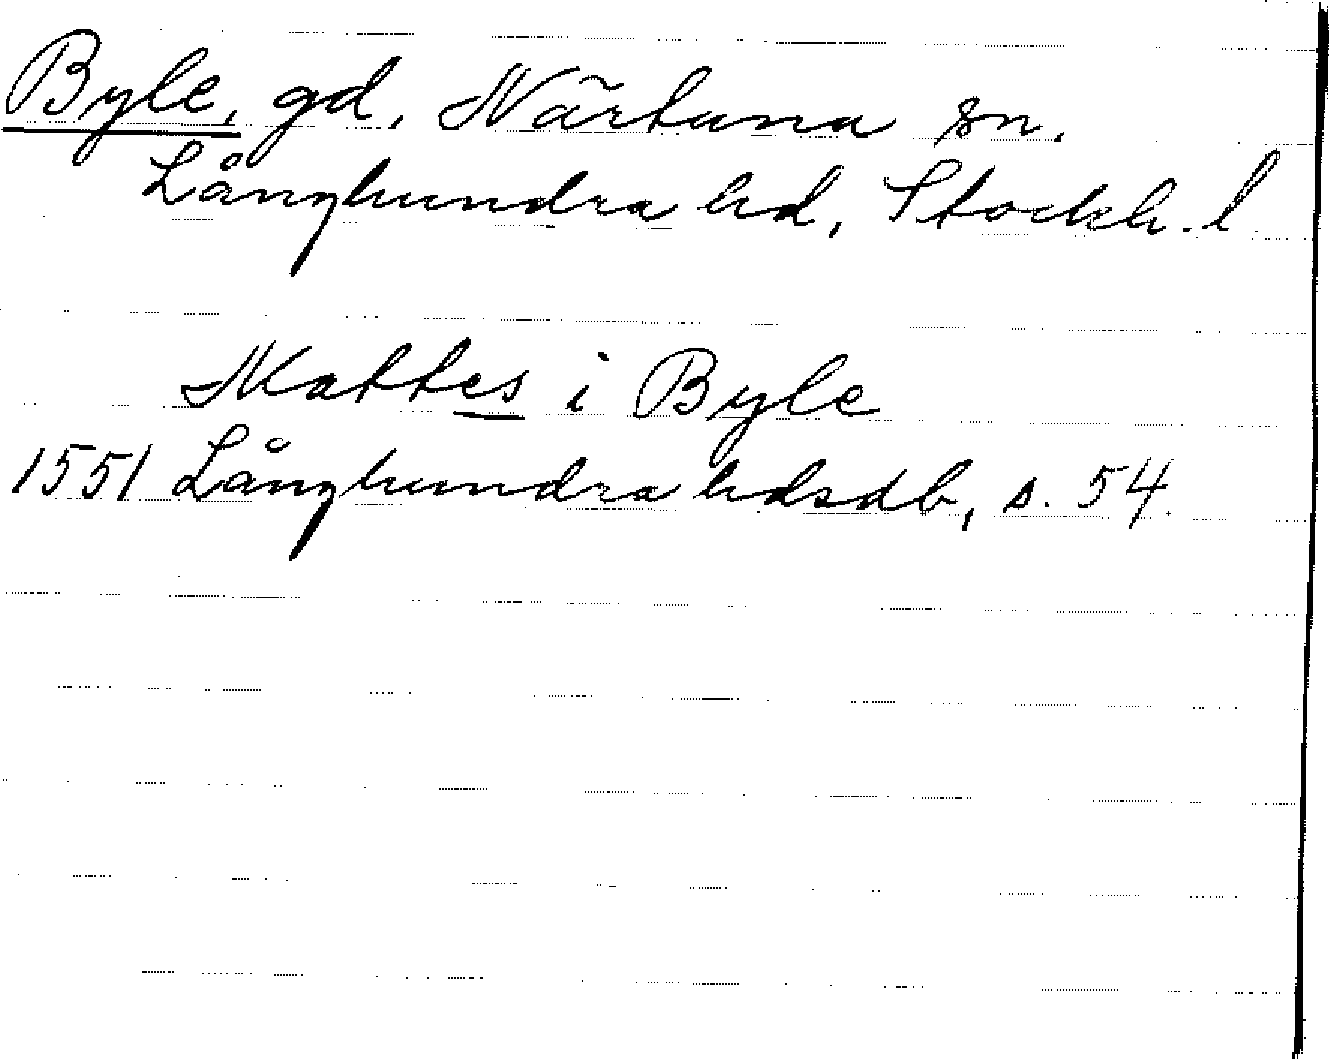 Byle, gd, Närtuna sn.
Långhundra hd, Stockh. l
Mattes i Byle
1551 Långhundra hdsdb, s. 54.